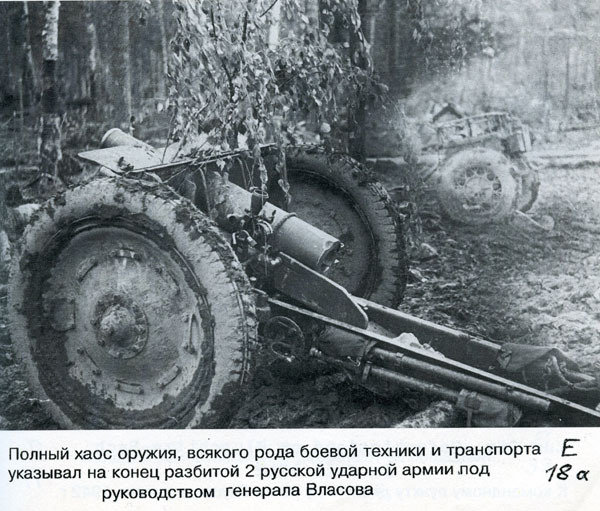 Полный хаос оружия, всякого рода боевой техники и транспорта E
указывал на конец разбитой 2 русской ударной армии под 18 a
руководством генерала Власова